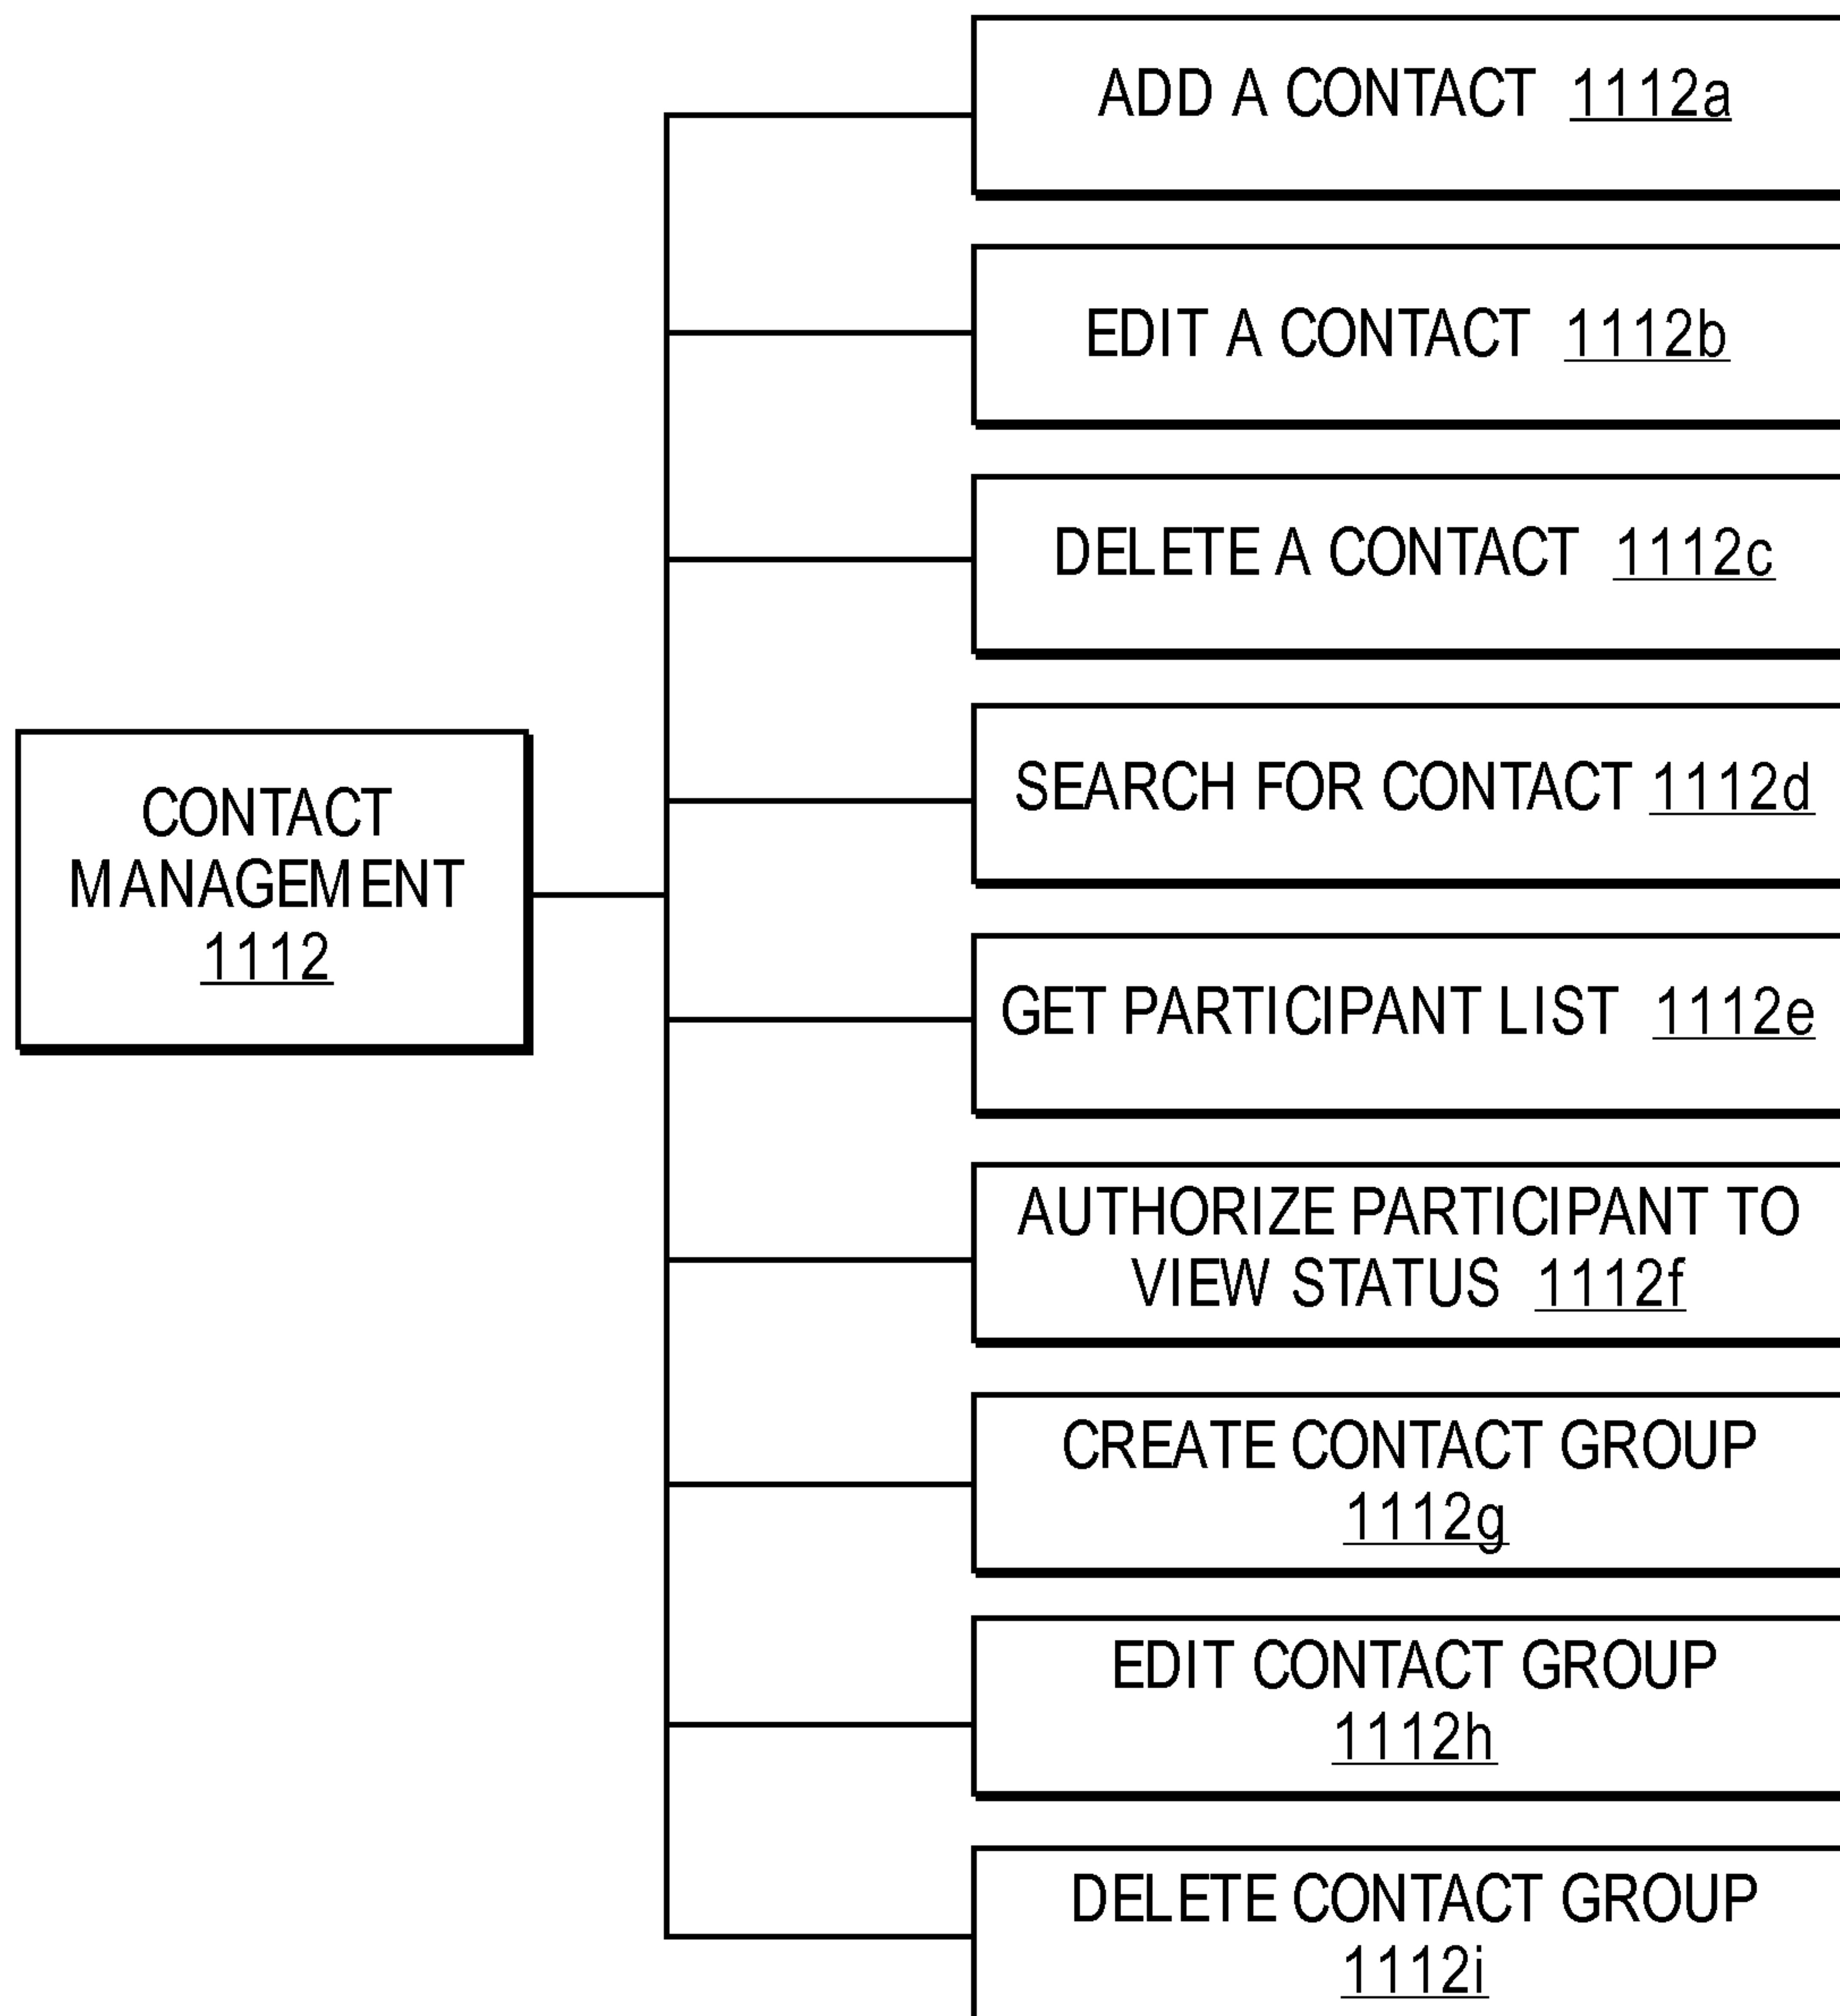 ADD A CONTACT 1112a
EDIT A CONTACT 1112b
DELETE A CONTACT 1112c
SEARCH FOR CONTACT 1112d
CONTACT
MANAGEMENT
1112
GET PARTICIPANT LIST 1112e
AUTHORIZE PARTICIPANT TO
VIEW STATUS 1112f
CREATE CONTACT GROUP
1112g
EDIT CONTACT GROUP
1112h
DELETE CONTACT GROUP
1112i